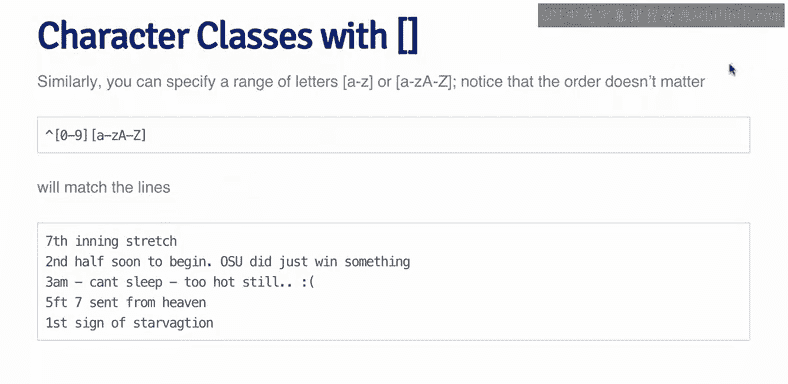 Character Classes with []
Similarly, you can specify a range of letters [a-z] or [a-zA-Z]; notice that the order doesn’t matter
^[0-9][a-zA-Z]
will match the lines
7th inning stretch
2nd half soon to begin. OSU did just win something
3am - cant sleep - too hot still.. :(
5ft 7 sent from heaven
1st sign of starvagtion